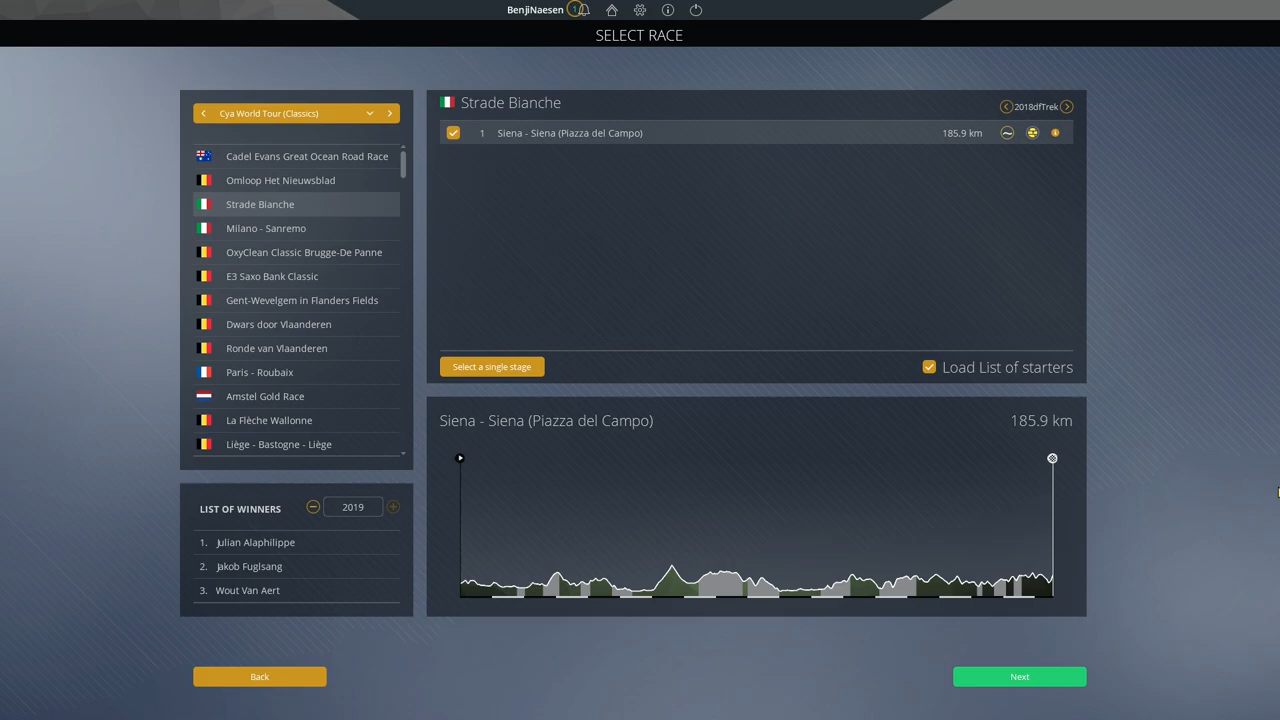 BenjiNaesen 1
SELECT RACE
Cya World Tour (Classics)
Cadel Evans Great Ocean Road Race
Omloop Het Nieuwsblad
Strade Bianche
Milano - Sanremo
OxyClean Classic Brugge-De Panne
E3 Saxo Bank Classic
Gent-Wevelgem in Flanders Fields
Dwars door Vlaanderen
Ronde van Vlaanderen
Paris - Roubaix
Amstel Gold Race
La Flèche Wallonne
Liège - Bastogne - Liège
LIST OF WINNERS 2019
1. Julian Alaphilippe
2. Jakob Fuglsang
3. Wout Van Aert
Back
Strade Bianche 2018dfTrek
1 Siena - Siena (Piazza del Campo) 185.9 km
Select a single stage Load List of starters
Siena - Siena (Piazza del Campo) 185.9 km
Next